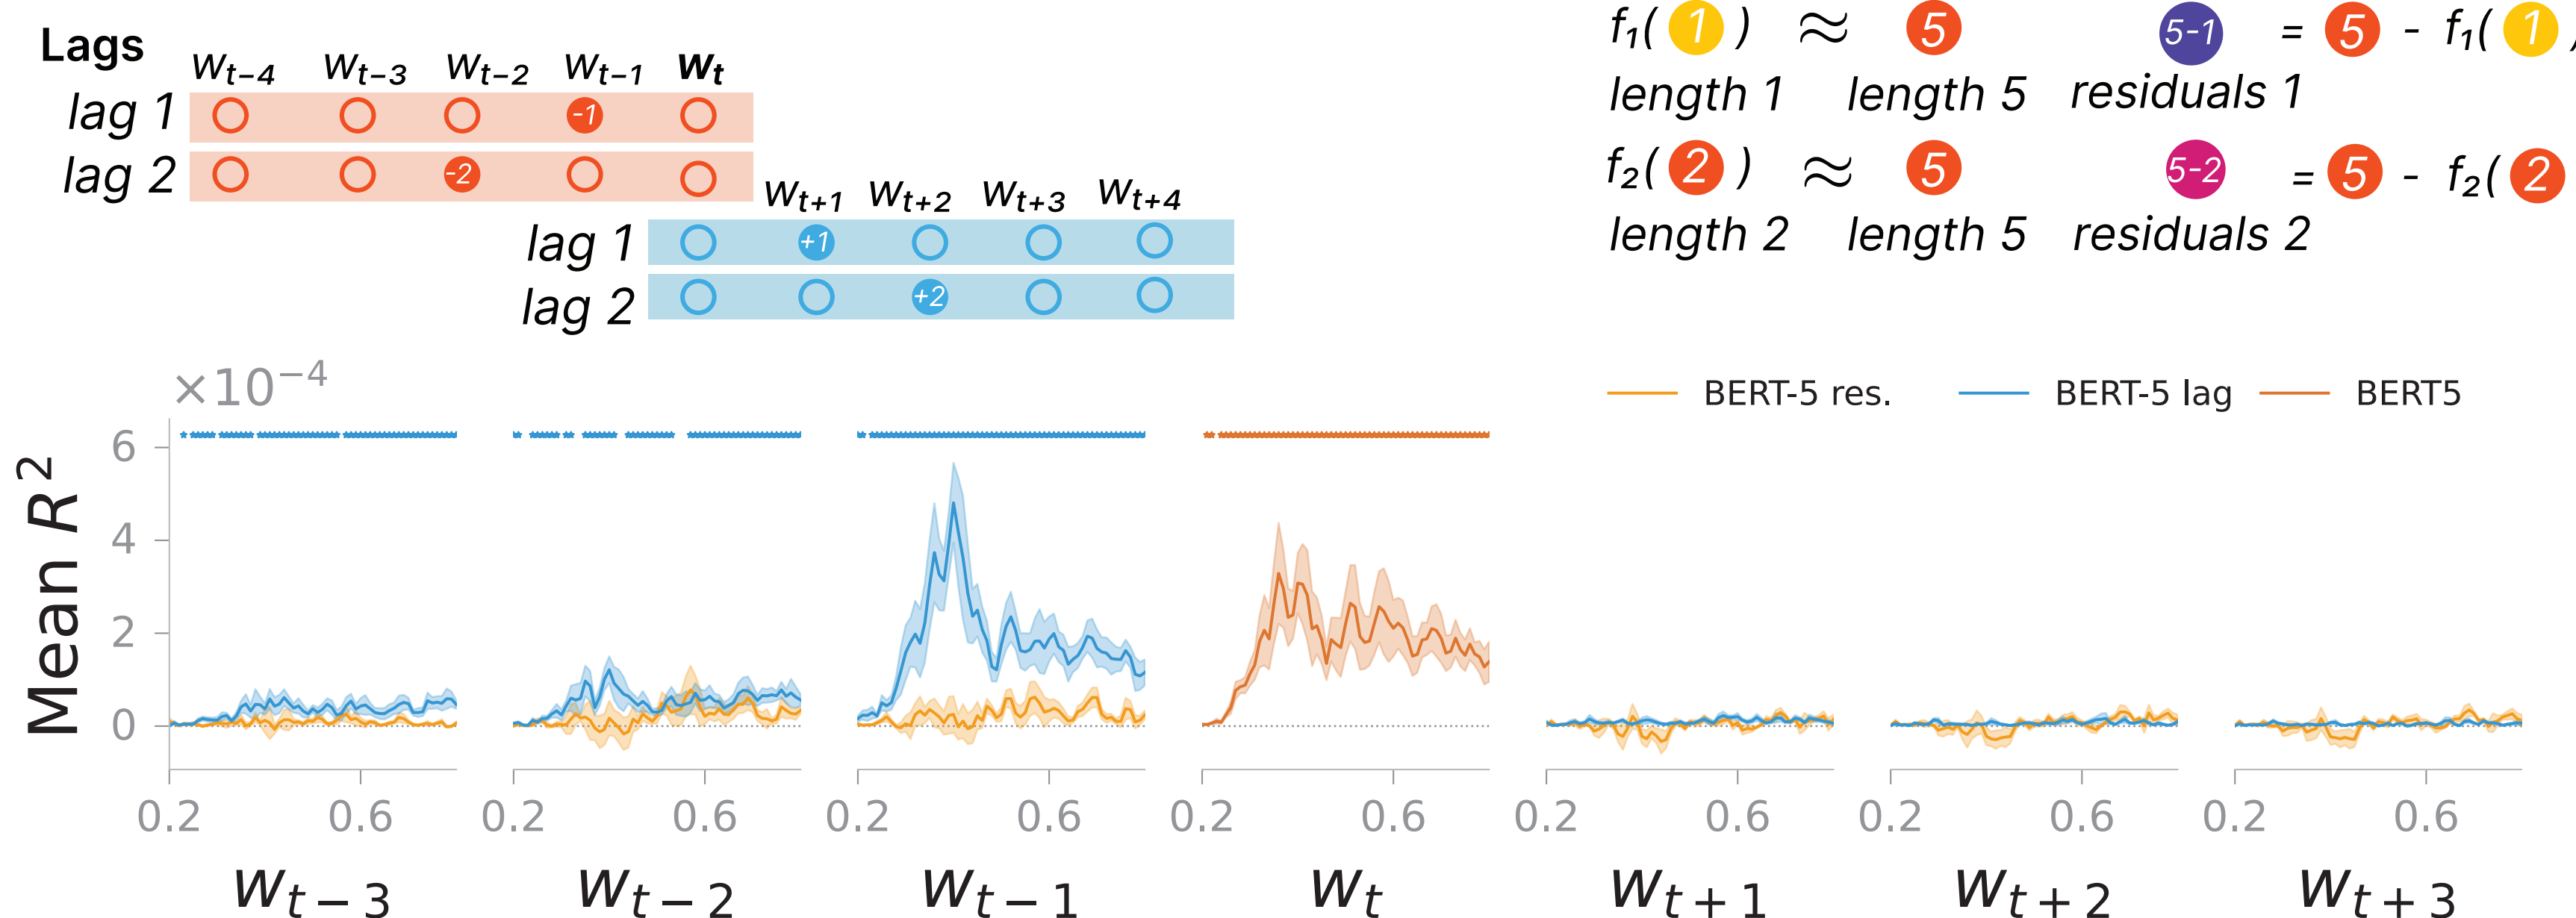 Lags
w_{t-4} w_{t-3} w_{t-2} w_{t-1} w_t
lag 1 -1
lag 2 -2
w_{t+1} w_{t+2} w_{t+3} w_{t+4}
lag 1 +1
lag 2 +2
f₁( 1 ) ≈ 5 5-1 = 5 - f₁( 1 )
length 1 length 5 residuals 1
f₂( 2 ) ≈ 5 5-2 = 5 - f₂( 2
length 2 length 5 residuals 2
×10⁻⁴
BERT-5 res. BERT-5 lag BERT5
Mean R²
6
4
2
0
0.2 0.6 0.2 0.6 0.2 0.6 0.2 0.6 0.2 0.6 0.2 0.6 0.2 0.6
w_{t-3} w_{t-2} w_{t-1} w_t w_{t+1} w_{t+2} w_{t+3}